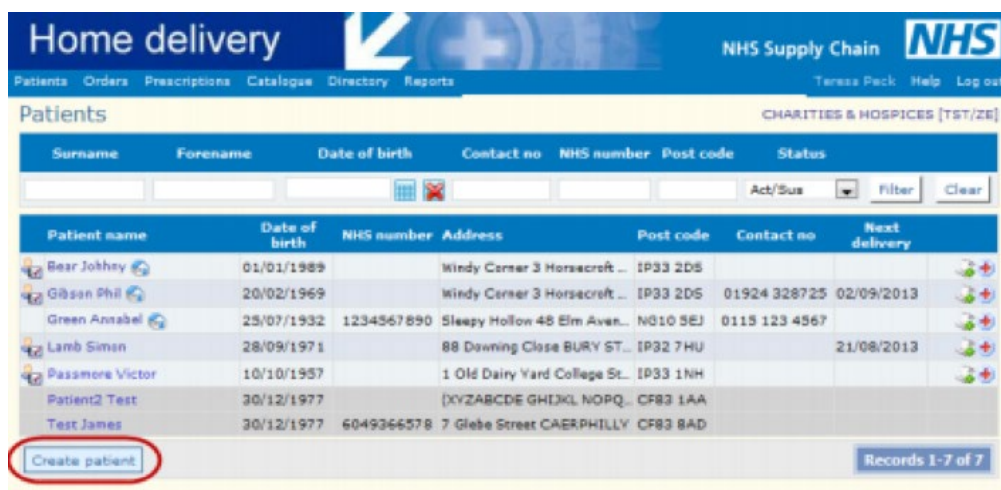 Home delivery
NHS Supply Chain NHS
Patients Orders Prescriptions Catalogue Directory Reports Teresa Peck Help Log out
Patients CHARITIES & HOSPICES [TST/ZE]
Surname Forename Date of birth Contact no NHS number Post code Status
Act/Sus Filter Clear
Patient name Date of birth NHS number Address Post code Contact no Next delivery
Bear Johhny 01/01/1989 Windy Corner 3 Horsecroft ... IP33 2DS
Gibson Phil 20/02/1969 Windy Corner 3 Horsecroft ... IP33 2DS 01924 328725 02/09/2013
Green Annabel 25/07/1932 1234567890 Sleepy Hollow 48 Elm Aven... NG10 5EJ 0115 123 4567
Lamb Simon 28/09/1971 88 Downing Close BURY ST... IP32 7HU 21/08/2013
Passmore Victor 10/10/1957 1 Old Dairy Yard College St... IP33 1NH
Patient2 Test 30/12/1977 (XYZABCDE GHIJKL NOPQ... CF83 1AA
Test James 30/12/1977 6049366578 7 Glebe Street CAERPHILLY CF83 8AD
Create patient Records 1-7 of 7